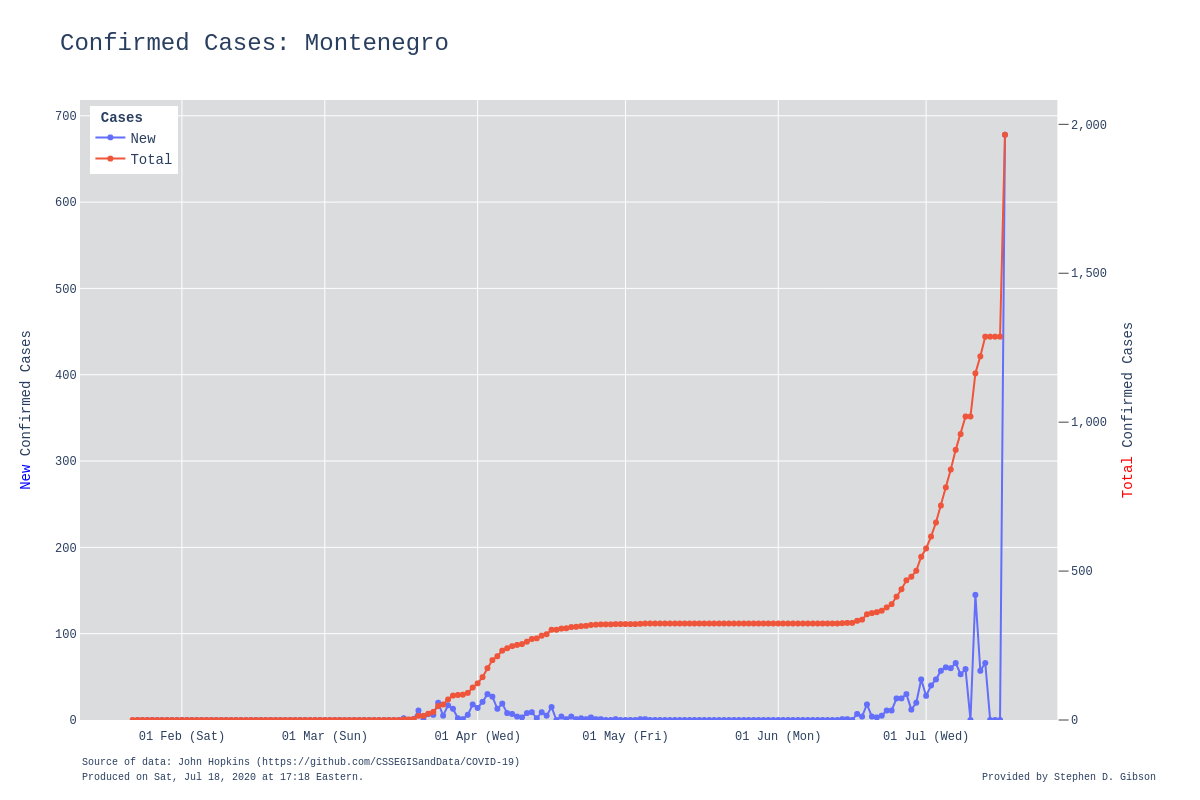 Confirmed Cases: Montenegro
Cases
New
Total
700
600
500
400
300
200
100
0
2,000
1,500
1,000
500
0
New Confirmed Cases
Total Confirmed Cases
01 Feb (Sat)
01 Mar (Sun)
01 Apr (Wed)
01 May (Fri)
01 Jun (Mon)
01 Jul (Wed)
Source of data: John Hopkins (https://github.com/CSSEGISandData/COVID-19)
Produced on Sat, Jul 18, 2020 at 17:18 Eastern.
Provided by Stephen D. Gibson